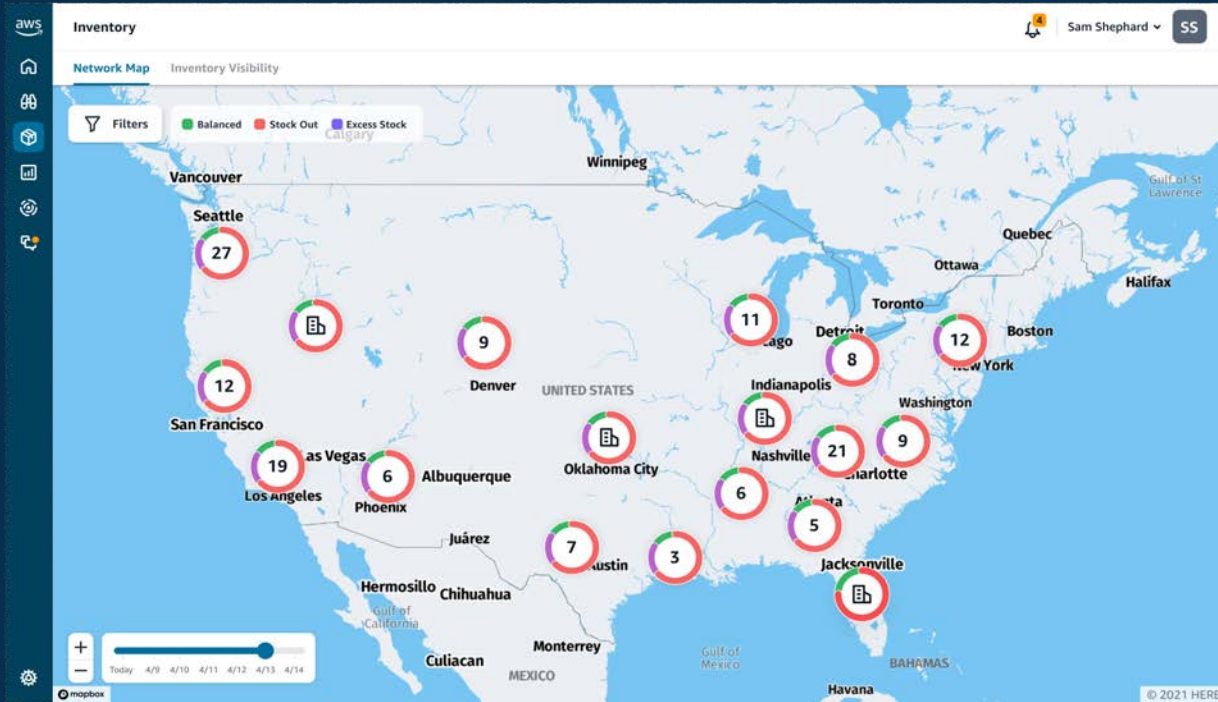 aws
Inventory
4
Sam Shephard
SS
Network Map
Inventory Visibility
Filters
Balanced
Stock Out
Excess Stock
Calgary
Winnipeg
Vancouver
Gulf of St
Lawrence
Seattle
Quebec
27
Ottawa
Halifax
Toronto
11
Detroit
Boston
9
12
8
New York
Denver
UNITED STATES
Indianapolis
12
Washington
San Francisco
Nashville
9
21
19
as Vegas
6
Albuquerque
Oklahoma City
Charlotte
Los Angeles
Phoenix
6
Atlanta
5
Juárez
7
ustin
3
Jacksonville
Hermosillo
Chihuahua
Gulf of
California
Monterrey
Gulf of
Mexico
Culiacan
MEXICO
BAHAMAS
Havana
+
−
Today 4/9 4/10 4/11 4/12 4/13 4/14
mapbox
© 2021 HERE